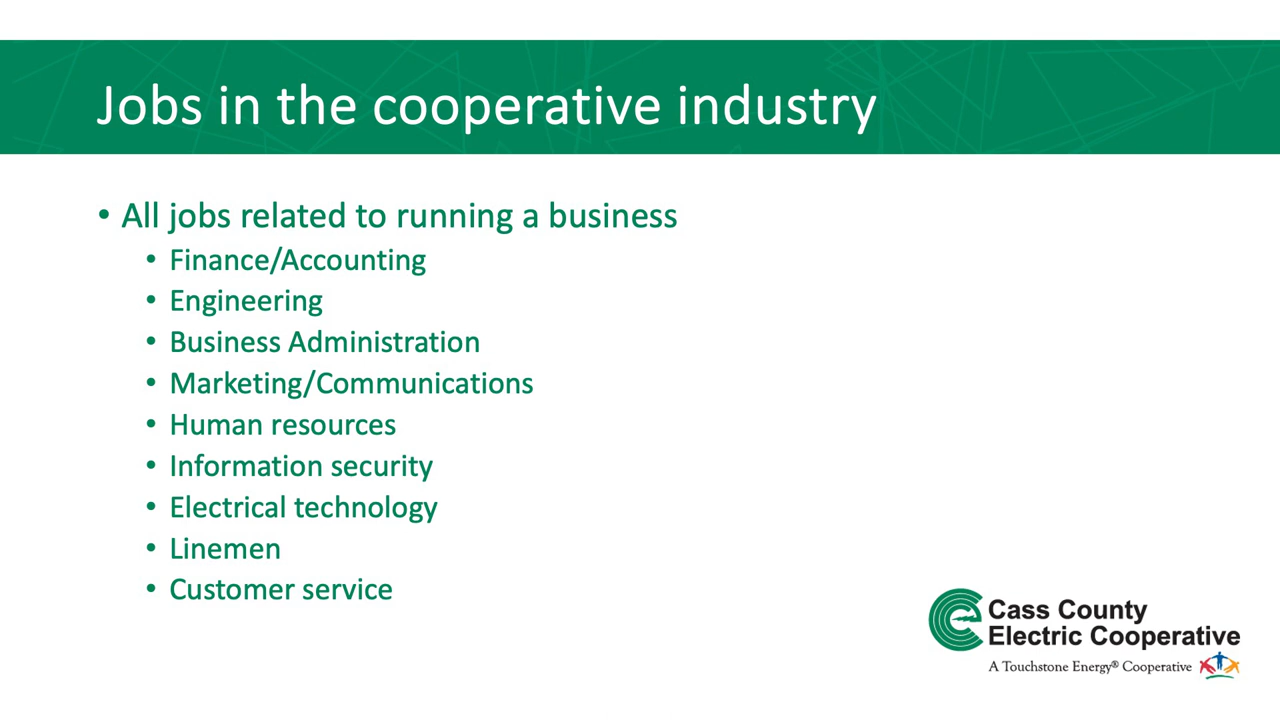 Jobs in the cooperative industry
• All jobs related to running a business
• Finance/Accounting
• Engineering
• Business Administration
• Marketing/Communications
• Human resources
• Information security
• Electrical technology
• Linemen
• Customer service
Cass County
Electric Cooperative
A Touchstone Energy® Cooperative